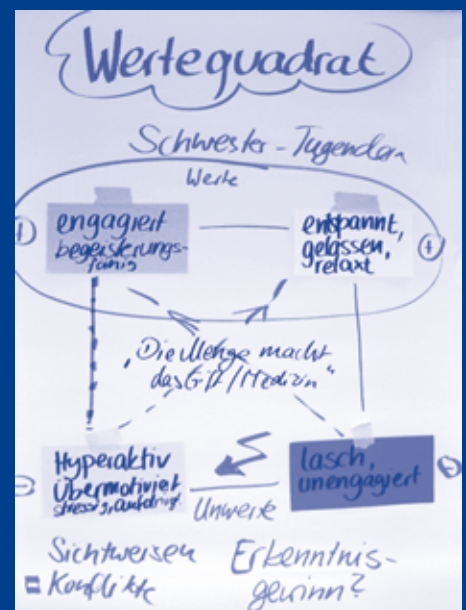 Wertequadrat
Schwester-Tugenden
Werte
+
engagiert
begeisterungs-
fähig
entspannt,
gelassen,
relaxt
+
"Die Menge macht
das Gift/Medizin"
-
Hyperaktiv
Übermotiviert
lasch,
unengagiert
-
Unwerte
Sichtweisen
= Konflikte
Erkenntnis-
gewinn?